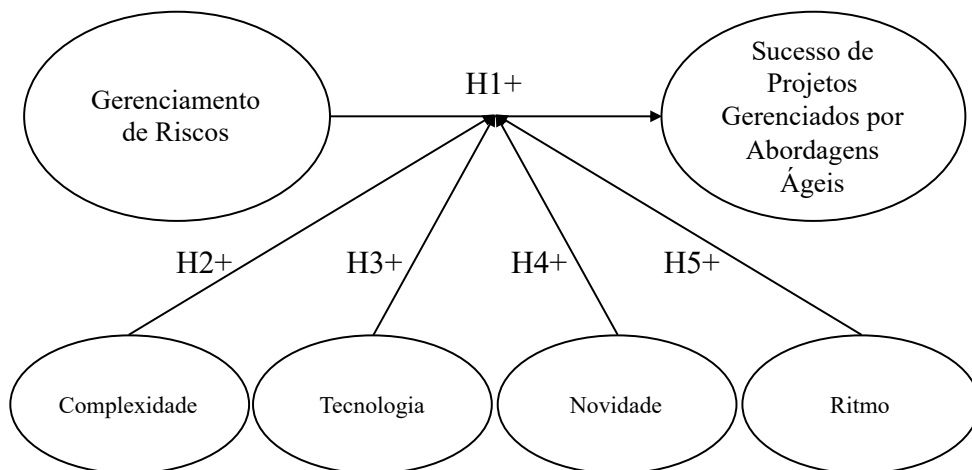 Gerenciamento
de Riscos
H1+
Sucesso de
Projetos
Gerenciados por
Abordagens
Ágeis
H2+
H3+
H4+
H5+
Complexidade
Tecnologia
Novidade
Ritmo